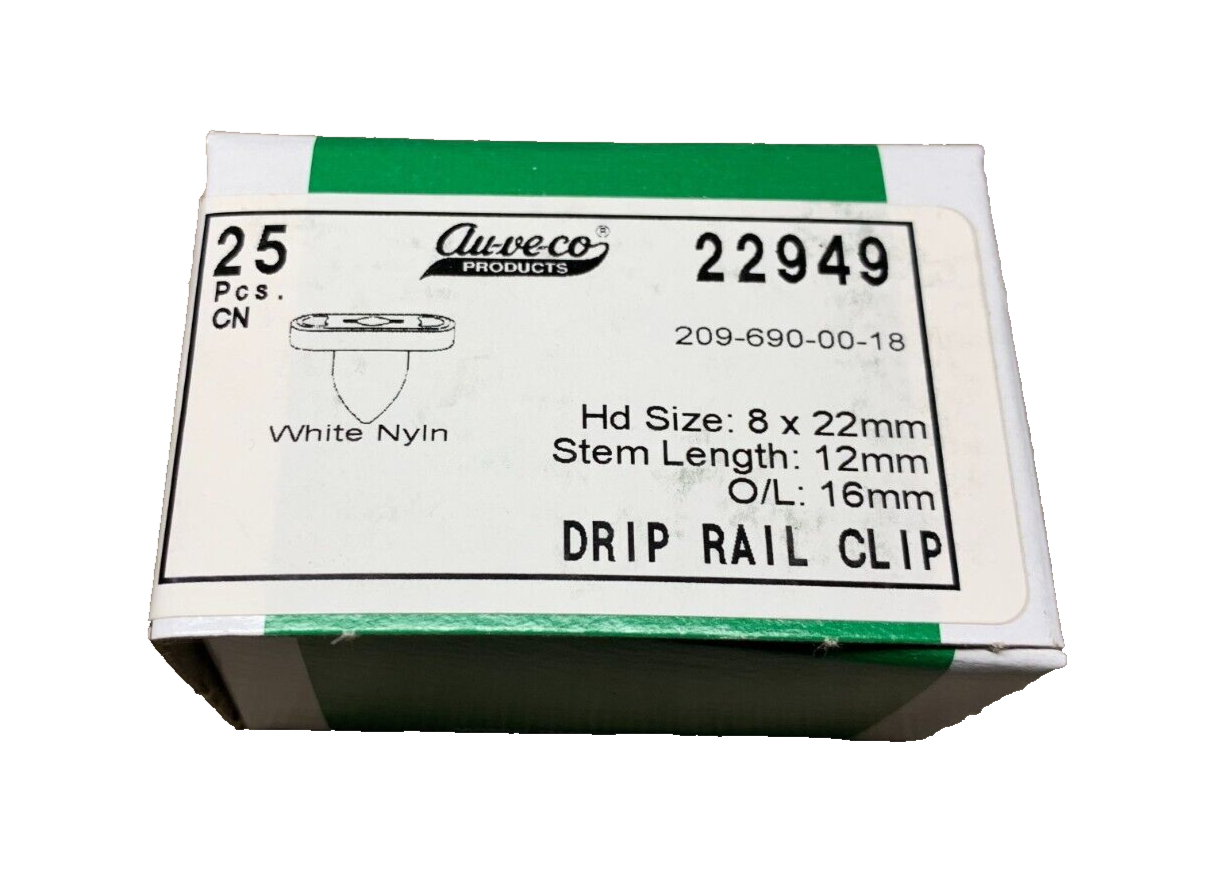 25
Pcs.
CN
au-ve-co®
PRODUCTS
22949
209-690-00-18
White Nyln
Hd Size: 8 x 22mm
Stem Length: 12mm
O/L: 16mm
DRIP RAIL CLIP